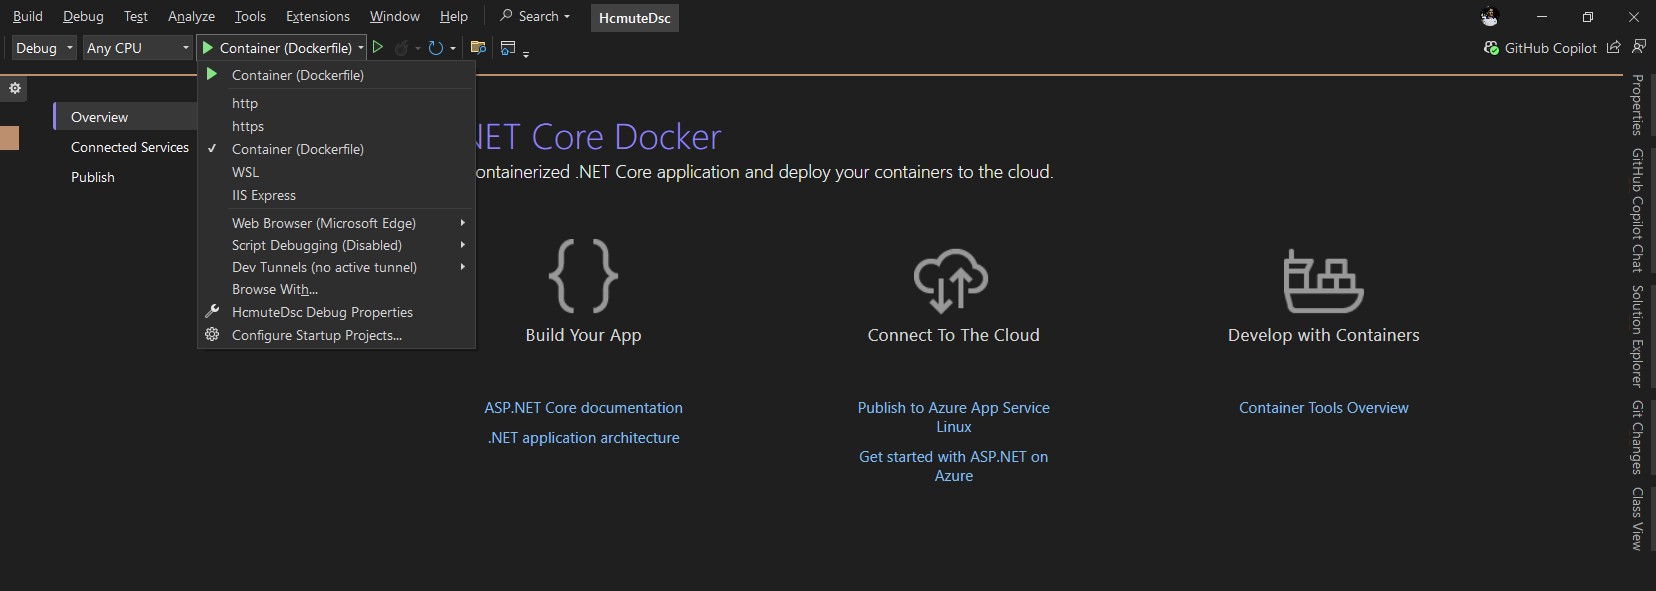 Build Debug Test Analyze Tools Extensions Window Help Search HcmuteDsc
Debug Any CPU Container (Dockerfile) GitHub Copilot
Container (Dockerfile)
http
https
Container (Dockerfile)
WSL
IIS Express
Web Browser (Microsoft Edge)
Script Debugging (Disabled)
Dev Tunnels (no active tunnel)
Browse With...
HcmuteDsc Debug Properties
Configure Startup Projects...
Overview
Connected Services
Publish
NET Core Docker
ontainerized .NET Core application and deploy your containers to the cloud.
Build Your App
ASP.NET Core documentation
.NET application architecture
Connect To The Cloud
Publish to Azure App Service
Linux
Get started with ASP.NET on
Azure
Develop with Containers
Container Tools Overview
Properties
GitHub Copilot Chat
Solution Explorer
Git Changes
Class View